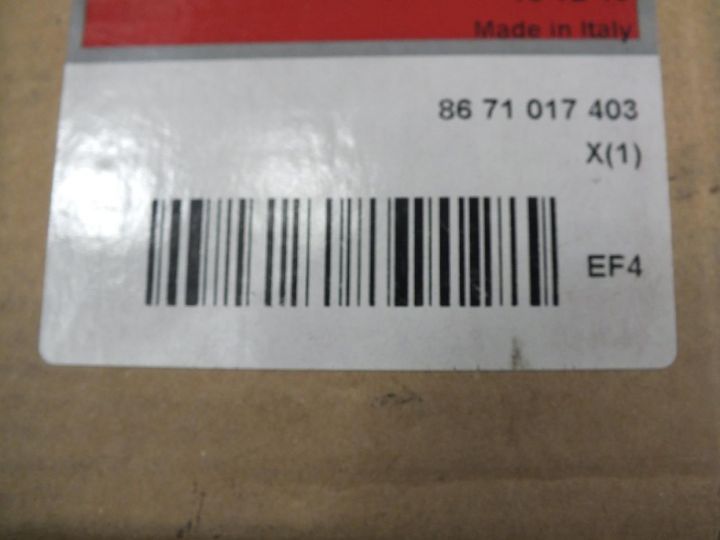 Made in Italy
86 71 017 403
X(1)
EF4